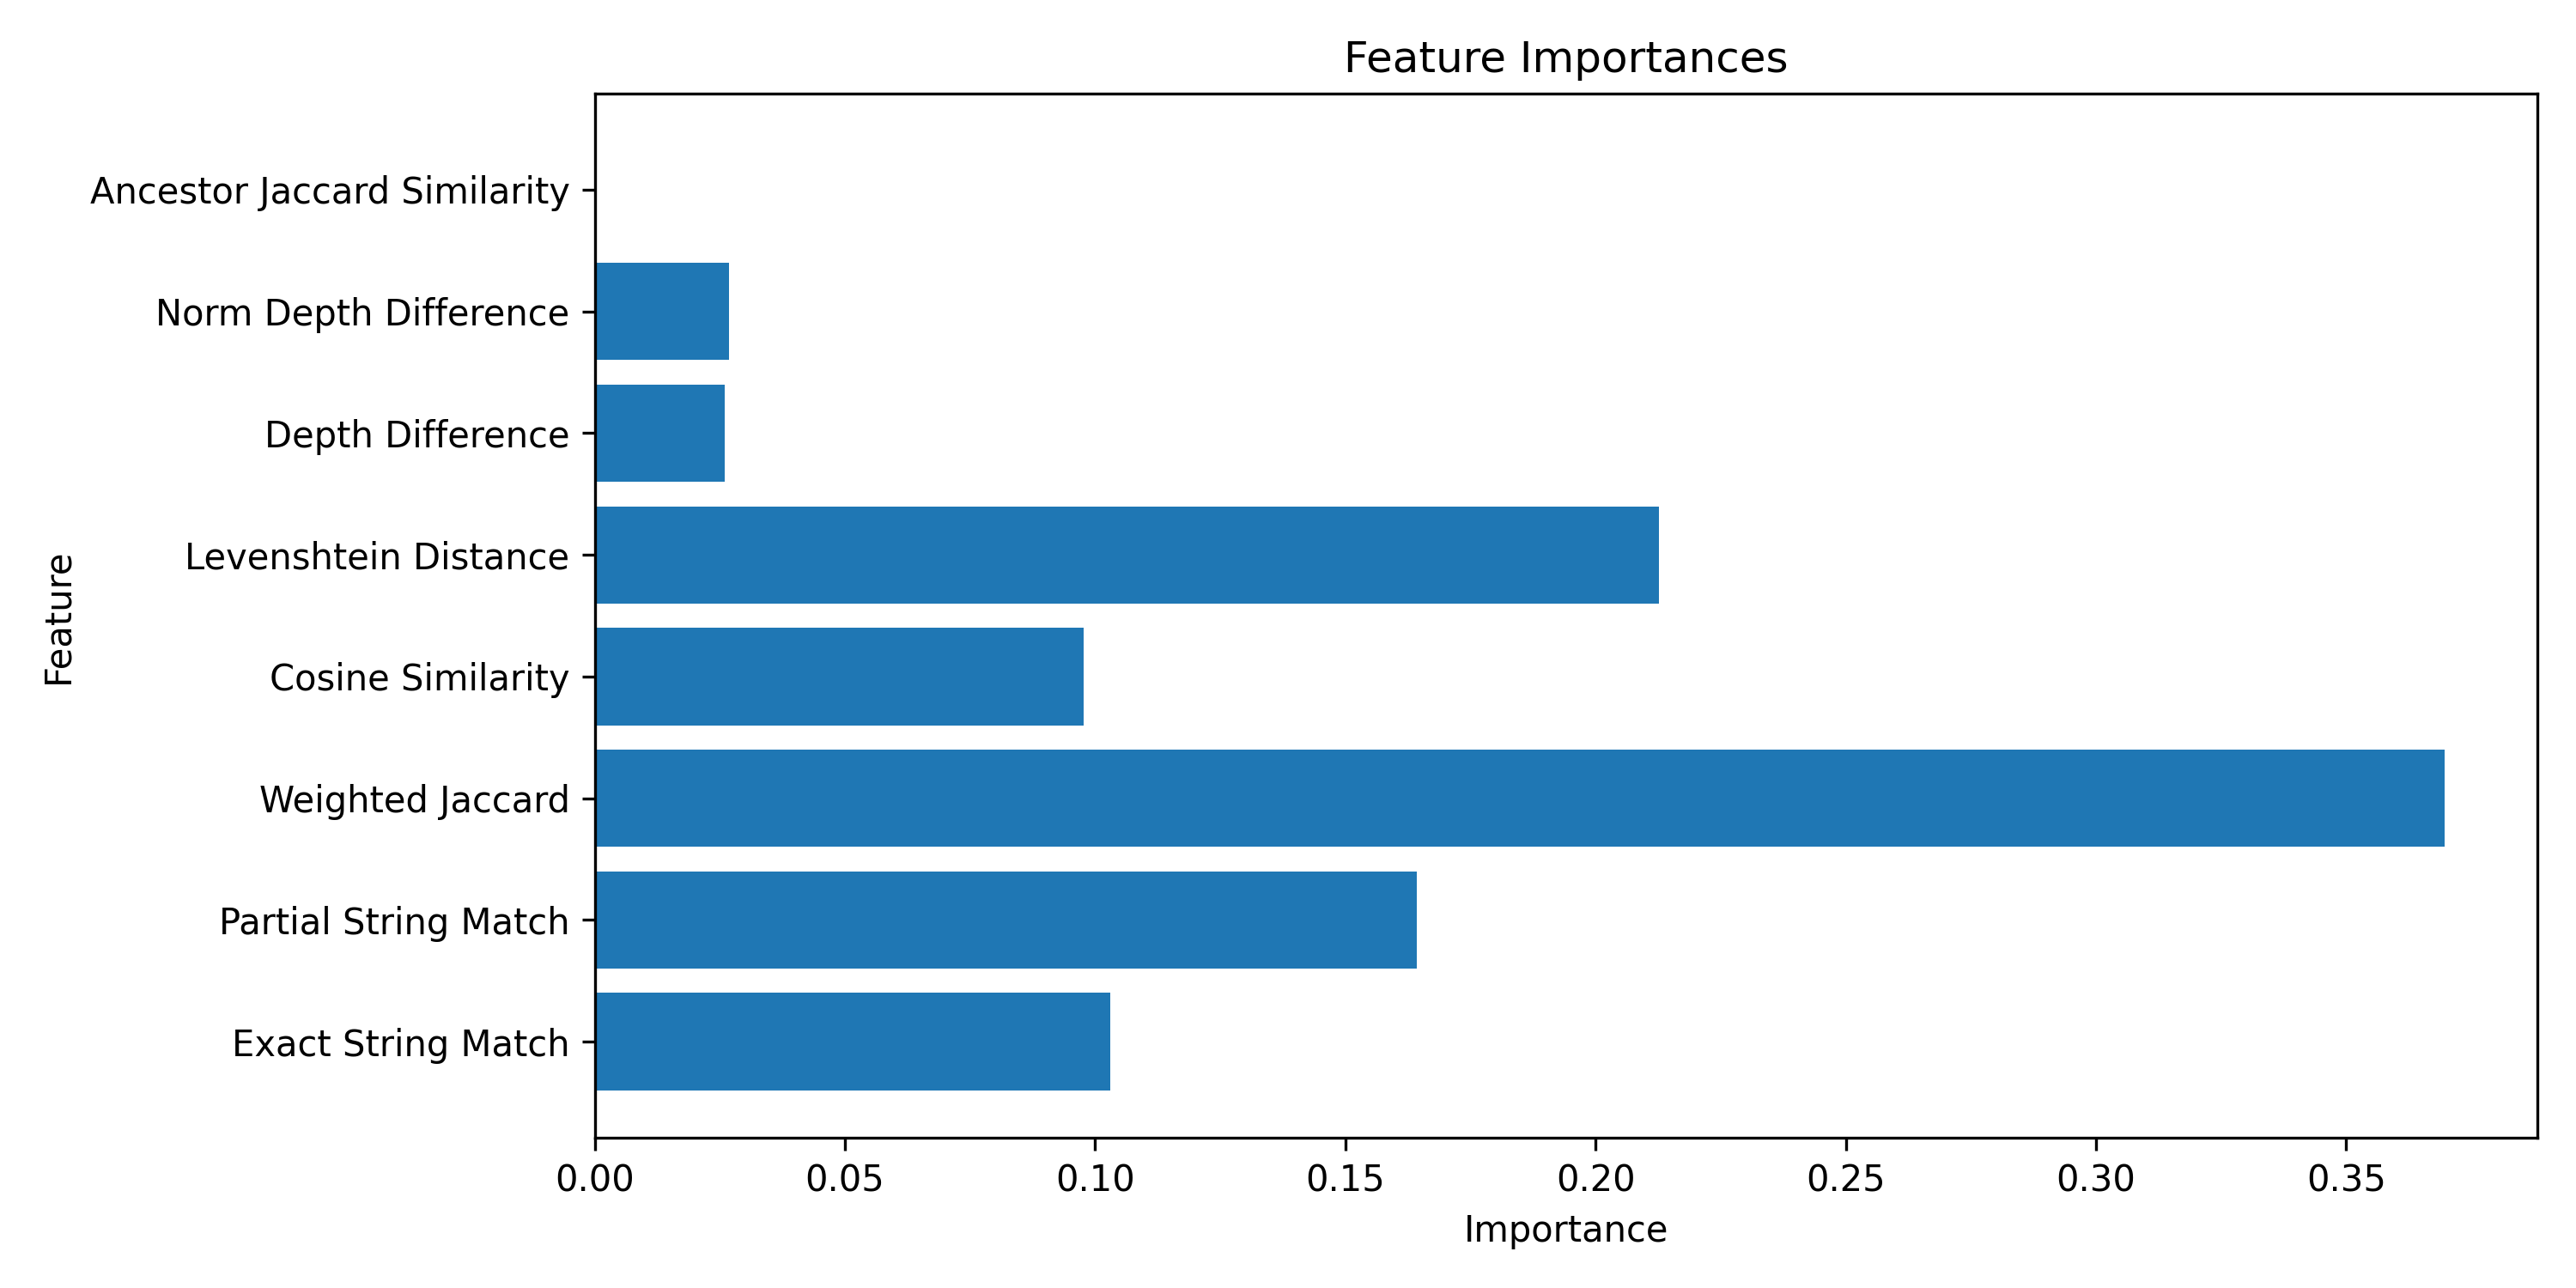 Feature Importances
Feature
Ancestor Jaccard Similarity
Norm Depth Difference
Depth Difference
Levenshtein Distance
Cosine Similarity
Weighted Jaccard
Partial String Match
Exact String Match
0.00 0.05 0.10 0.15 0.20 0.25 0.30 0.35
Importance